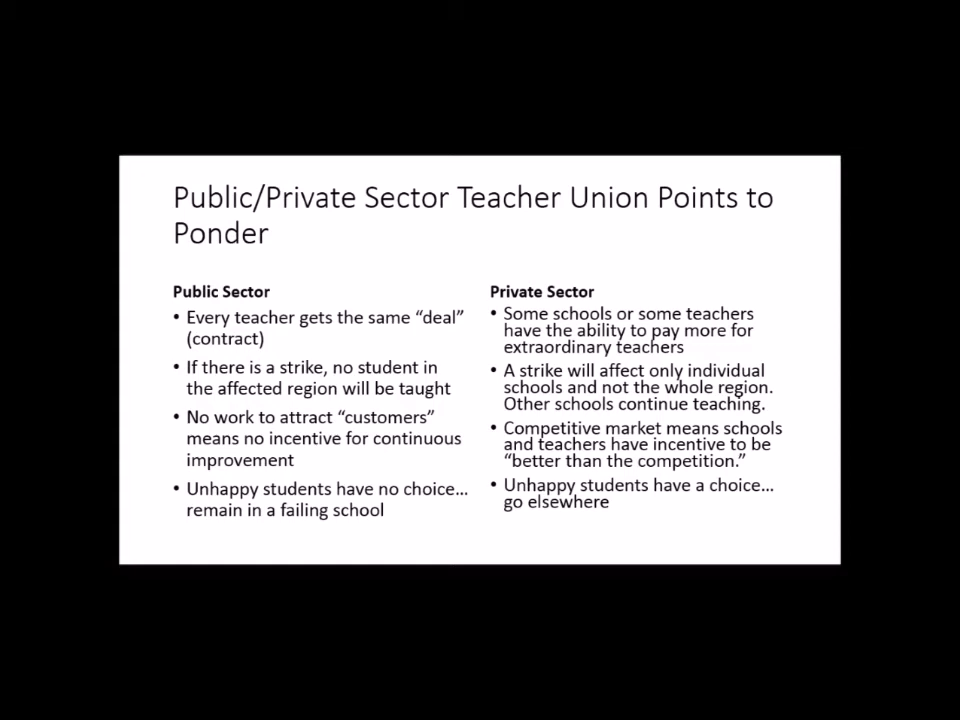 Public/Private Sector Teacher Union Points to
Ponder
Public Sector
• Every teacher gets the same “deal”
(contract)
• If there is a strike, no student in
the affected region will be taught
• No work to attract “customers”
means no incentive for continuous
improvement
• Unhappy students have no choice…
remain in a failing school
Private Sector
• Some schools or some teachers
have the ability to pay more for
extraordinary teachers
• A strike will affect only individual
schools and not the whole region.
Other schools continue teaching.
• Competitive market means schools
and teachers have incentive to be
“better than the competition.”
• Unhappy students have a choice…
go elsewhere